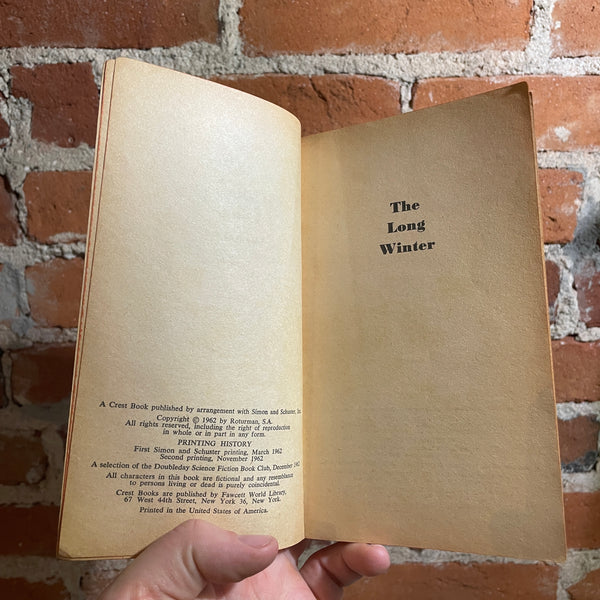 A Crest Book published by arrangement with Simon and Schuster, Inc.
Copyright © 1962 by Roturman, S.A.
All rights reserved, including the right of reproduction
in whole or in part in any form.
PRINTING HISTORY
First Simon and Schuster printing, March 1962
Second printing, November 1962
A selection of the Doubleday Science Fiction Book Club, December 1962
All characters in this book are fictional and any resemblance
to persons living or dead is purely coincidental.
Crest Books are published by Fawcett World Library,
67 West 44th Street, New York 36, New York.
Printed in the United States of America.
The
Long
Winter